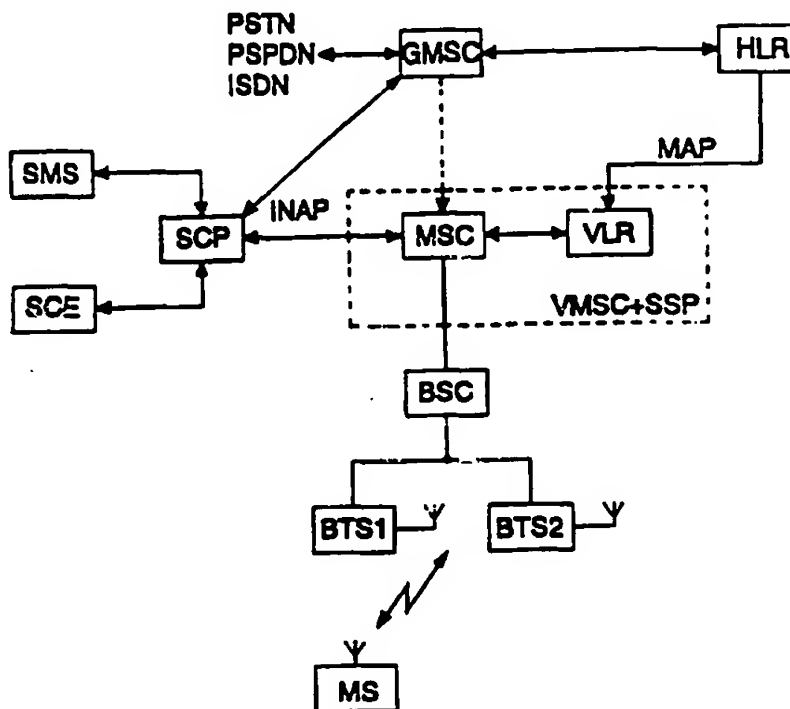 PSTN
PSPDN
ISDN
GMSC
HLR
MAP
SMS
INAP
SCP
MSC
VLR
SCE
VMSC+SSP
BSC
BTS1
BTS2
MS